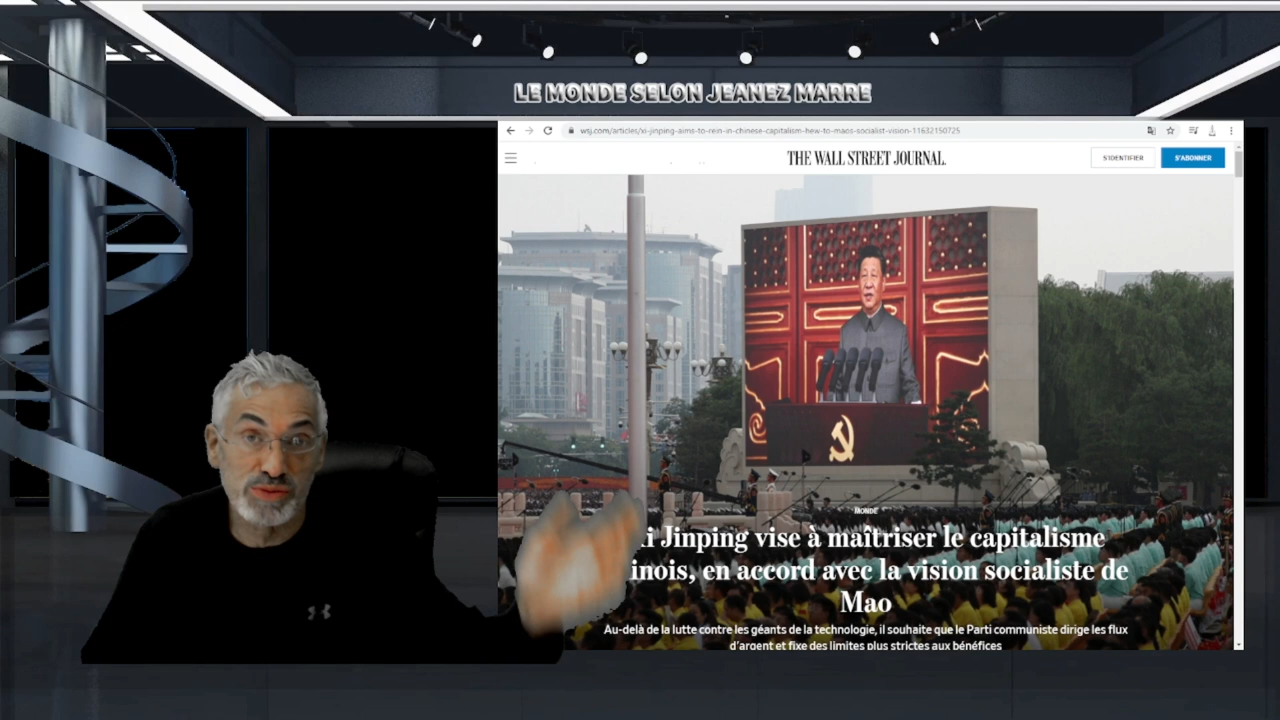 LE MONDE SELON JEANEZ MARRE
wsj.com/articles/xi-jinping-aims-to-rein-in-chinese-capitalism-hew-to-maos-socialist-vision-11632150725
THE WALL STREET JOURNAL.
S'IDENTIFIER
S'ABONNER
MONDE
Jinping vise à maîtriser le capitalisme
inois, en accord avec la vision socialiste de
Mao
Au-delà de la lutte contre les géants de la technologie, il souhaite que le Parti communiste dirige les flux
d'argent et fixe des limites plus strictes aux bénéfices